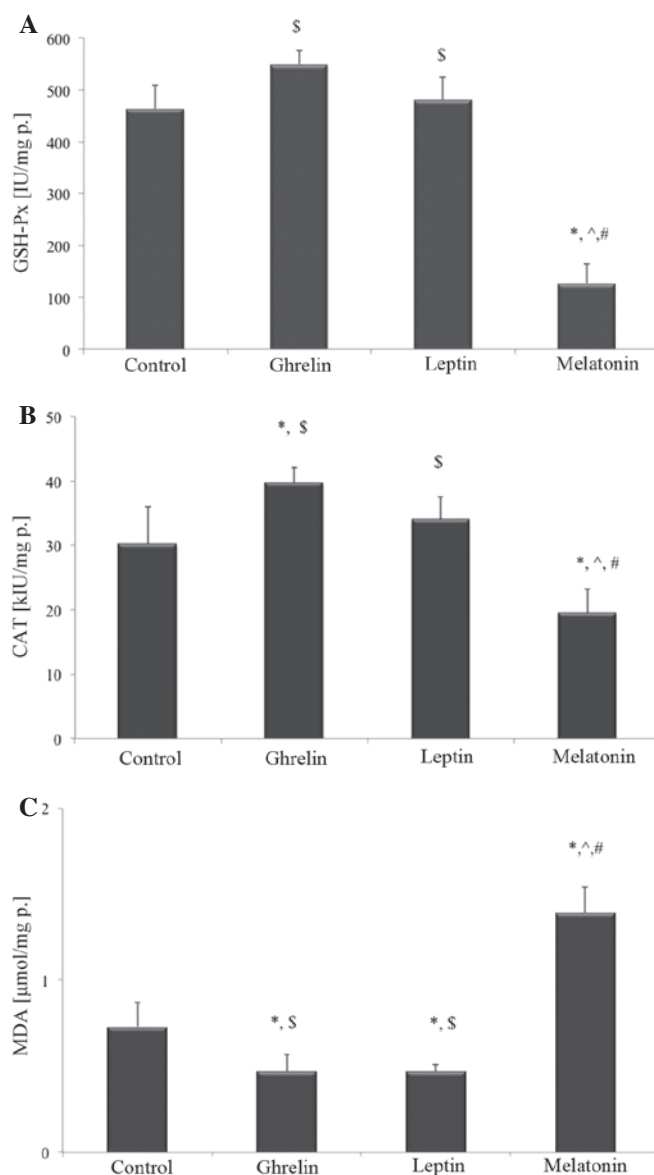 A
600
$
$
500
400
300
200
*, ^,#
100
0
GSH-Px [IU/mg p.]
Control Ghrelin Leptin Melatonin
B
50
*, $
40
$
30
*, ^, #
20
10
0
CAT [kIU/mg p.]
Control Ghrelin Leptin Melatonin
C
2
*,^,#
1
*, $
*, $
0
MDA [µmol/mg p.]
Control Ghrelin Leptin Melatonin